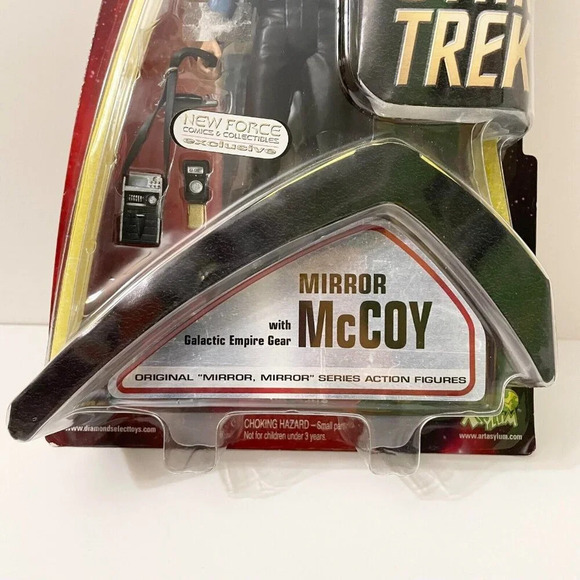 TREK
NEW FORCE
COMICS & COLLECTIBLES
exclusive
MIRROR
with McCOY
Galactic Empire Gear
ORIGINAL "MIRROR, MIRROR" SERIES ACTION FIGURES
www.diamondselecttoys.com
CHOKING HAZARD – Small
Not for children under 3 years.
ASYLUM
www.artasylum.com